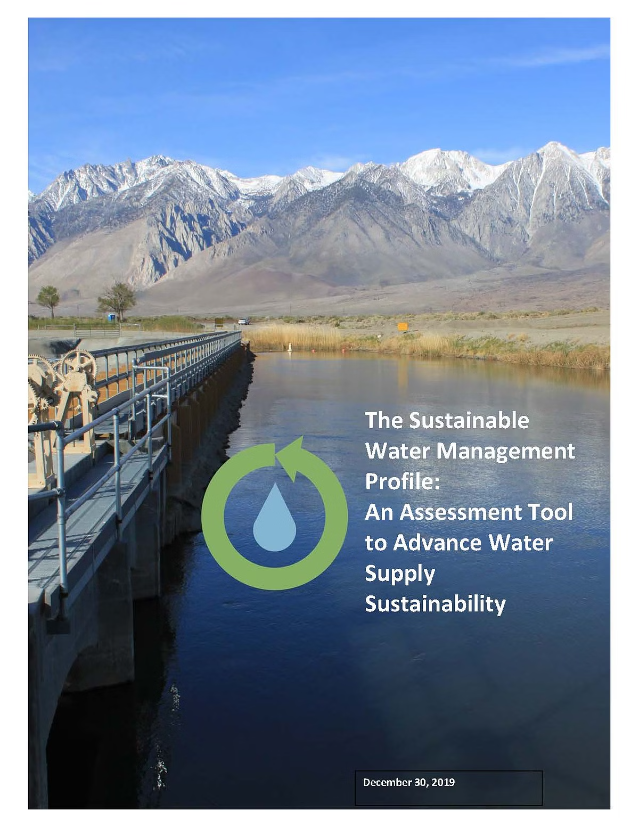 The Sustainable
Water Management
Profile:
An Assessment Tool
to Advance Water
Supply
Sustainability
December 30, 2019